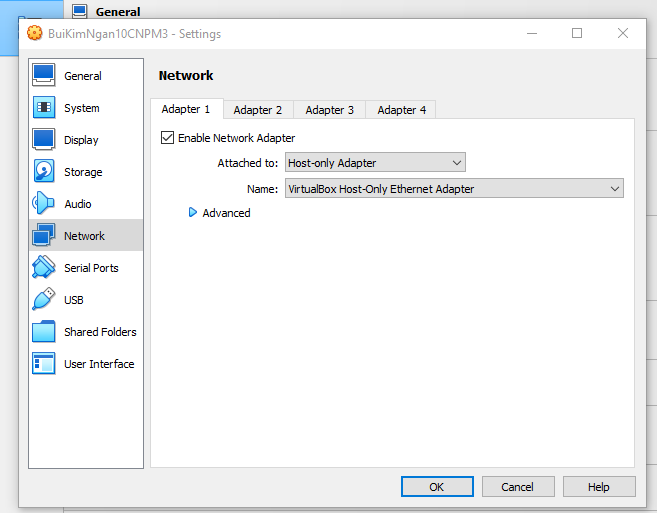 General
BuiKimNgan10CNPM3 - Settings
General
System
Display
Storage
Audio
Network
Serial Ports
USB
Shared Folders
User Interface
Network
Adapter 1 Adapter 2 Adapter 3 Adapter 4
Enable Network Adapter
Attached to: Host-only Adapter
Name: VirtualBox Host-Only Ethernet Adapter
Advanced
OK Cancel Help